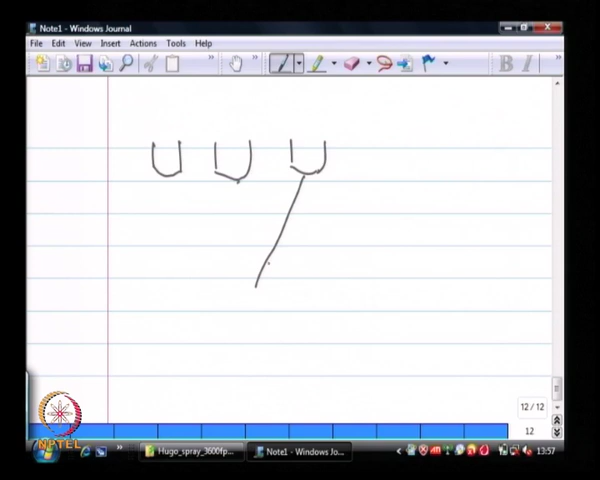 Note1 - Windows Journal
File Edit View Insert Actions Tools Help
B I
12 / 12
12
NPTEL
Hugo_spray_3600fp...
Note1 - Windows Jo...
13:57